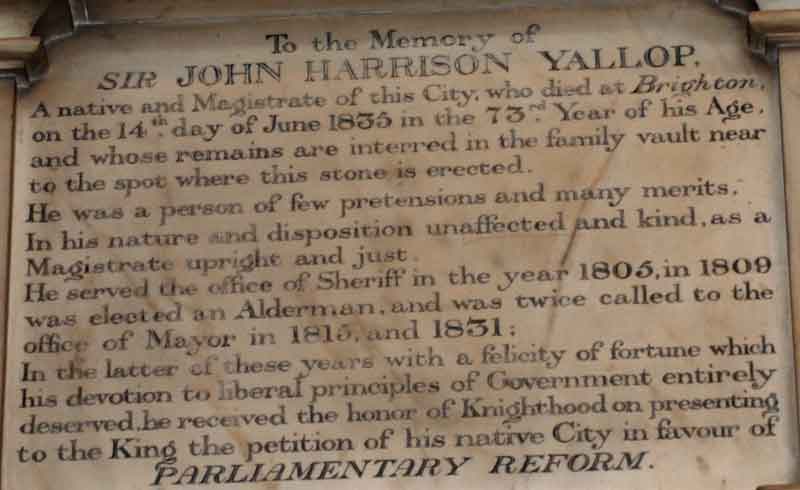 To the Memory of
SIR JOHN HARRISON YALLOP,
A native and Magistrate of this City, who died at Brighton,
on the 14th. day of June 1835 in the 73rd. Year of his Age,
and whose remains are interred in the family vault near
to the spot where this stone is erected.
He was a person of few pretensions and many merits,
In his nature and disposition unaffected and kind, as a
Magistrate upright and just.
He served the office of Sheriff in the year 1805, in 1809
was elected an Alderman, and was twice called to the
office of Mayor in 1815, and 1831;
In the latter of these years with a felicity of fortune which
his devotion to liberal principles of Government entirely
deserved, he received the honor of Knighthood on presenting
to the King the petition of his native City in favour of
PARLIAMENTARY REFORM.